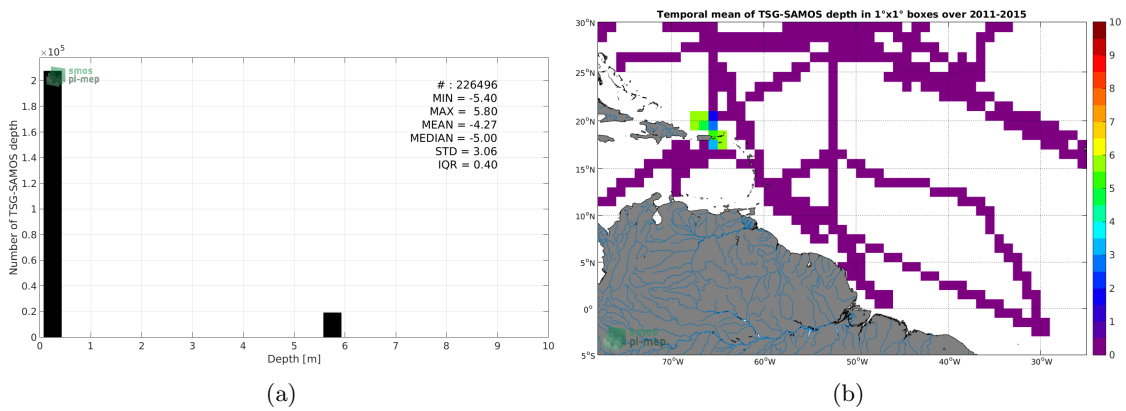 ×10⁵
smos
pi-mep
# : 226496
MIN = -5.40
MAX = 5.80
MEAN = -4.27
MEDIAN = -5.00
STD = 3.06
IQR = 0.40
Number of TSG-SAMOS depth
2
1.8
1.6
1.4
1.2
1
0.8
0.6
0.4
0.2
0
0 1 2 3 4 5 6 7 8 9 10
Depth [m]
(a)
Temporal mean of TSG-SAMOS depth in 1°x1° boxes over 2011-2015
30°N
25°N
20°N
15°N
10°N
5°N
0°
5°S
70°W 60°W 50°W 40°W 30°W
smos
pi-mep
10
9
8
7
6
5
4
3
2
1
0
(b)